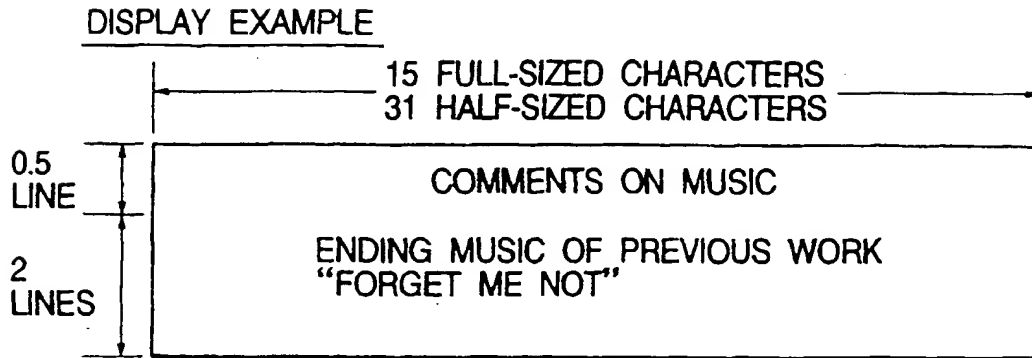 DISPLAY EXAMPLE
15 FULL-SIZED CHARACTERS
31 HALF-SIZED CHARACTERS
0.5
LINE
COMMENTS ON MUSIC
2
LINES
ENDING MUSIC OF PREVIOUS WORK
“FORGET ME NOT”